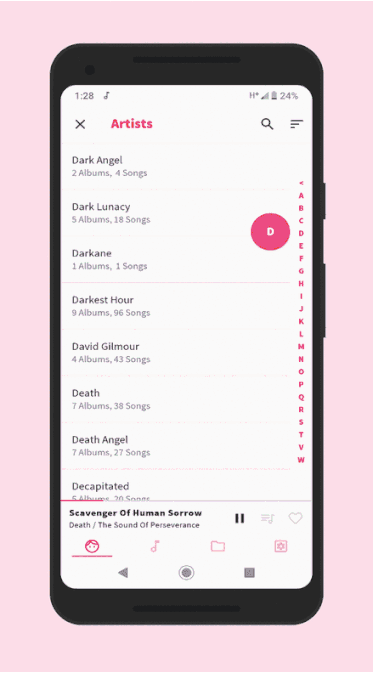 1:28 H+ 24%
Artists
Dark Angel
2 Albums, 4 Songs
Dark Lunacy
5 Albums, 18 Songs
D
Darkane
1 Albums, 1 Songs
Darkest Hour
9 Albums, 96 Songs
David Gilmour
4 Albums, 43 Songs
Death
7 Albums, 38 Songs
Death Angel
7 Albums, 27 Songs
Decapitated
5 Albums, 20 Songs
<
A
B
C
D
E
F
G
H
I
J
K
L
M
N
O
P
Q
R
S
T
V
W
Scavenger Of Human Sorrow
Death / The Sound Of Perseverance